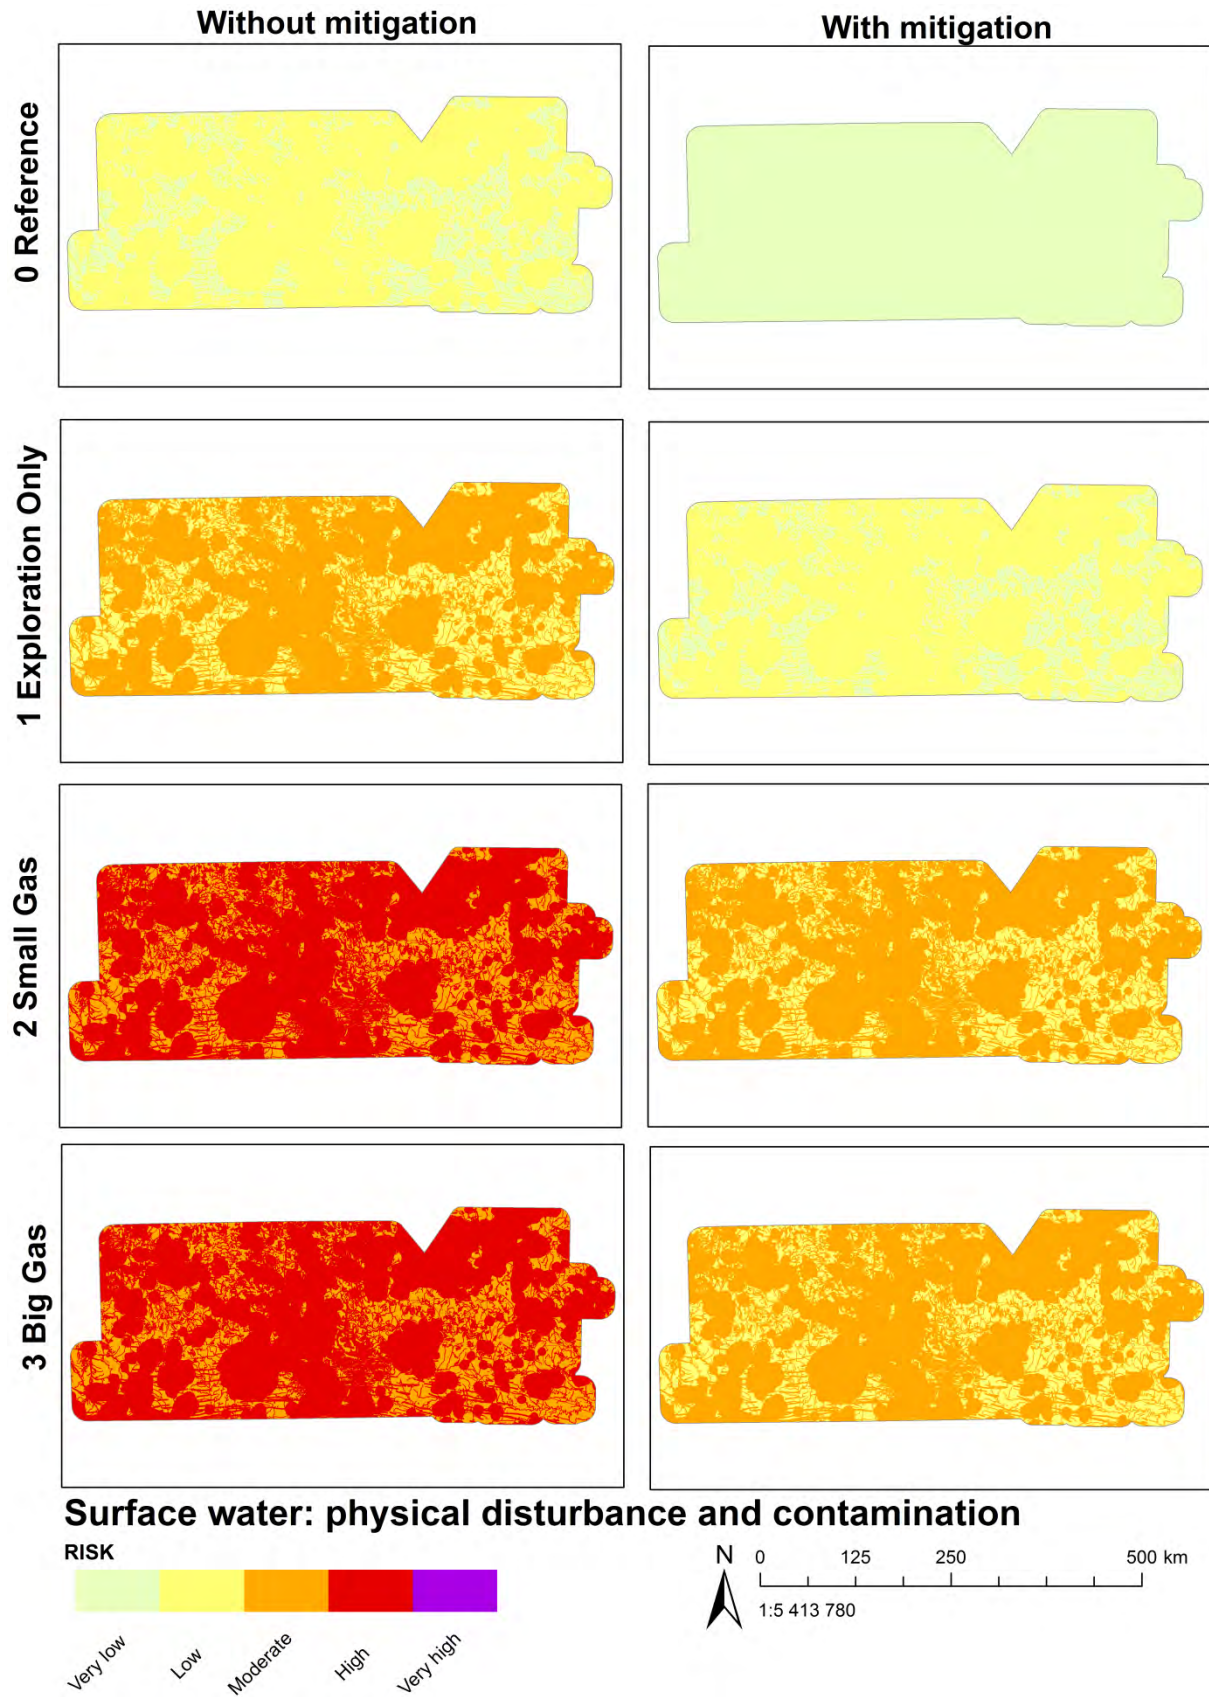 Without mitigation
With mitigation
0 Reference
1 Exploration Only
2 Small Gas
3 Big Gas
Surface water: physical disturbance and contamination
RISK
Very low
Low
Moderate
High
Very high
N
0 125 250 500 km
1:5 413 780